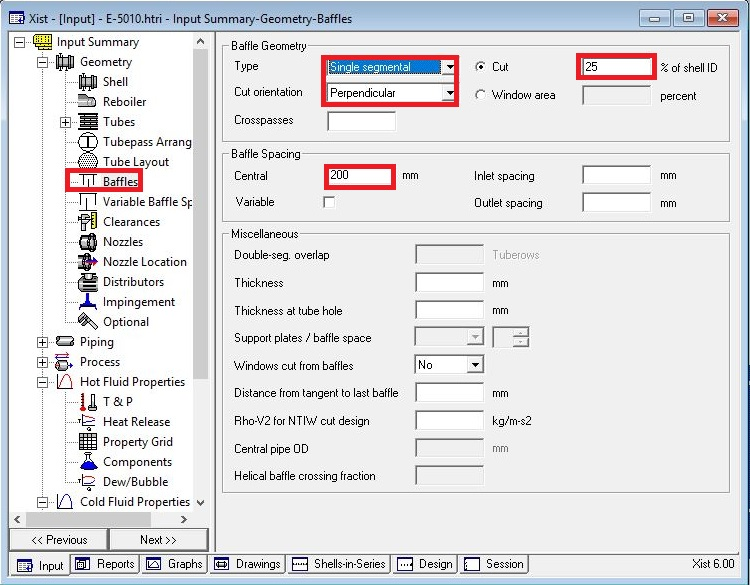 Xist - [Input] - E-5010.htri - Input Summary-Geometry-Baffles
Input Summary
Geometry
Shell
Reboiler
Tubes
Tubepass Arrang
Tube Layout
Baffles
Variable Baffle Sp
Clearances
Nozzles
Nozzle Location
Distributors
Impingement
Optional
Piping
Process
Hot Fluid Properties
T & P
Heat Release
Property Grid
Components
Dew/Bubble
Cold Fluid Properties
<< Previous
Next >>
Baffle Geometry
Type Single segmental Cut 25 % of shell ID
Cut orientation Perpendicular Window area percent
Crosspasses
Baffle Spacing
Central 200 mm Inlet spacing mm
Variable Outlet spacing mm
Miscellaneous
Double-seg. overlap Tuberows
Thickness mm
Thickness at tube hole mm
Support plates / baffle space
Windows cut from baffles No
Distance from tangent to last baffle mm
Rho-V2 for NTIW cut design kg/m-s2
Central pipe OD mm
Helical baffle crossing fraction
Input Reports Graphs Drawings Shells-in-Series Design Session Xist 6.00